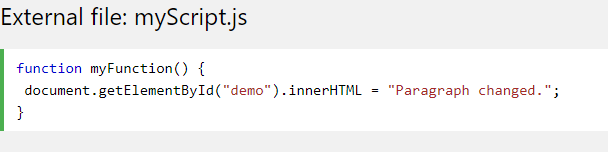 External file: myScript.js
function myFunction() {
 document.getElementById("demo").innerHTML = "Paragraph changed.";
}